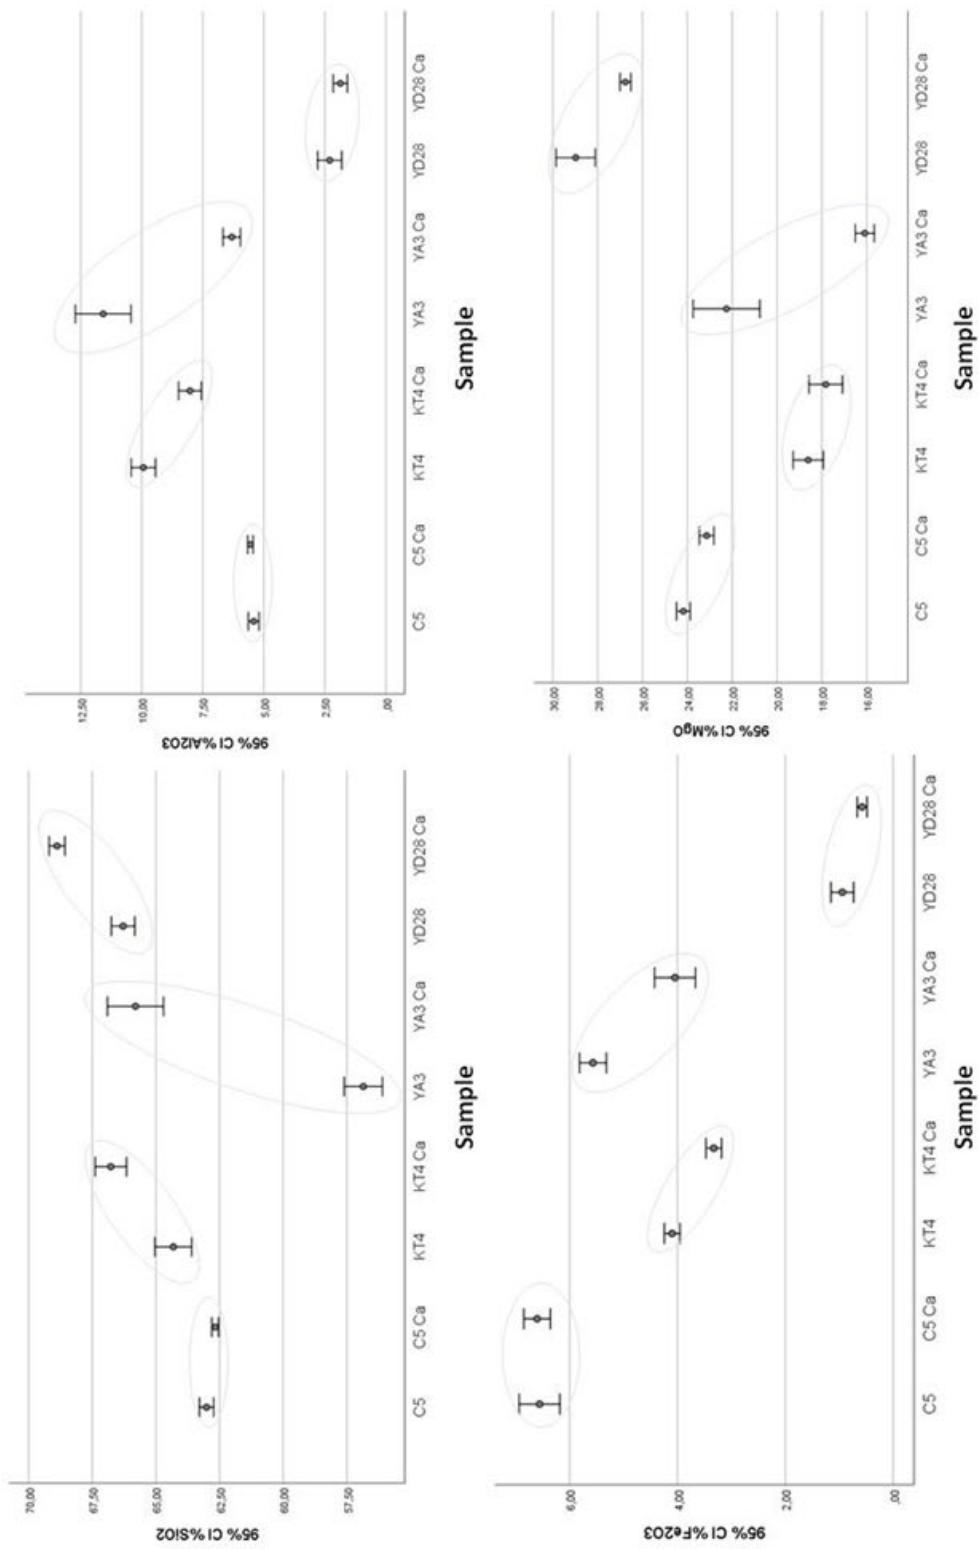 95% CI %SiO2
70,00
67,50
65,00
62,50
60,00
57,50
C5 C5 Ca KT4 KT4 Ca YA3 YA3 Ca YD28 YD28 Ca
Sample
95% CI %Al2O3
12,50
10,00
7,50
5,00
2,50
,00
C5 C5 Ca KT4 KT4 Ca YA3 YA3 Ca YD28 YD28 Ca
Sample
95% CI %Fe2O3
6,00
4,00
2,00
,00
C5 C5 Ca KT4 KT4 Ca YA3 YA3 Ca YD28 YD28 Ca
Sample
95% CI %MgO
30,00
28,00
26,00
24,00
22,00
20,00
18,00
16,00
C5 C5 Ca KT4 KT4 Ca YA3 YA3 Ca YD28 YD28 Ca
Sample